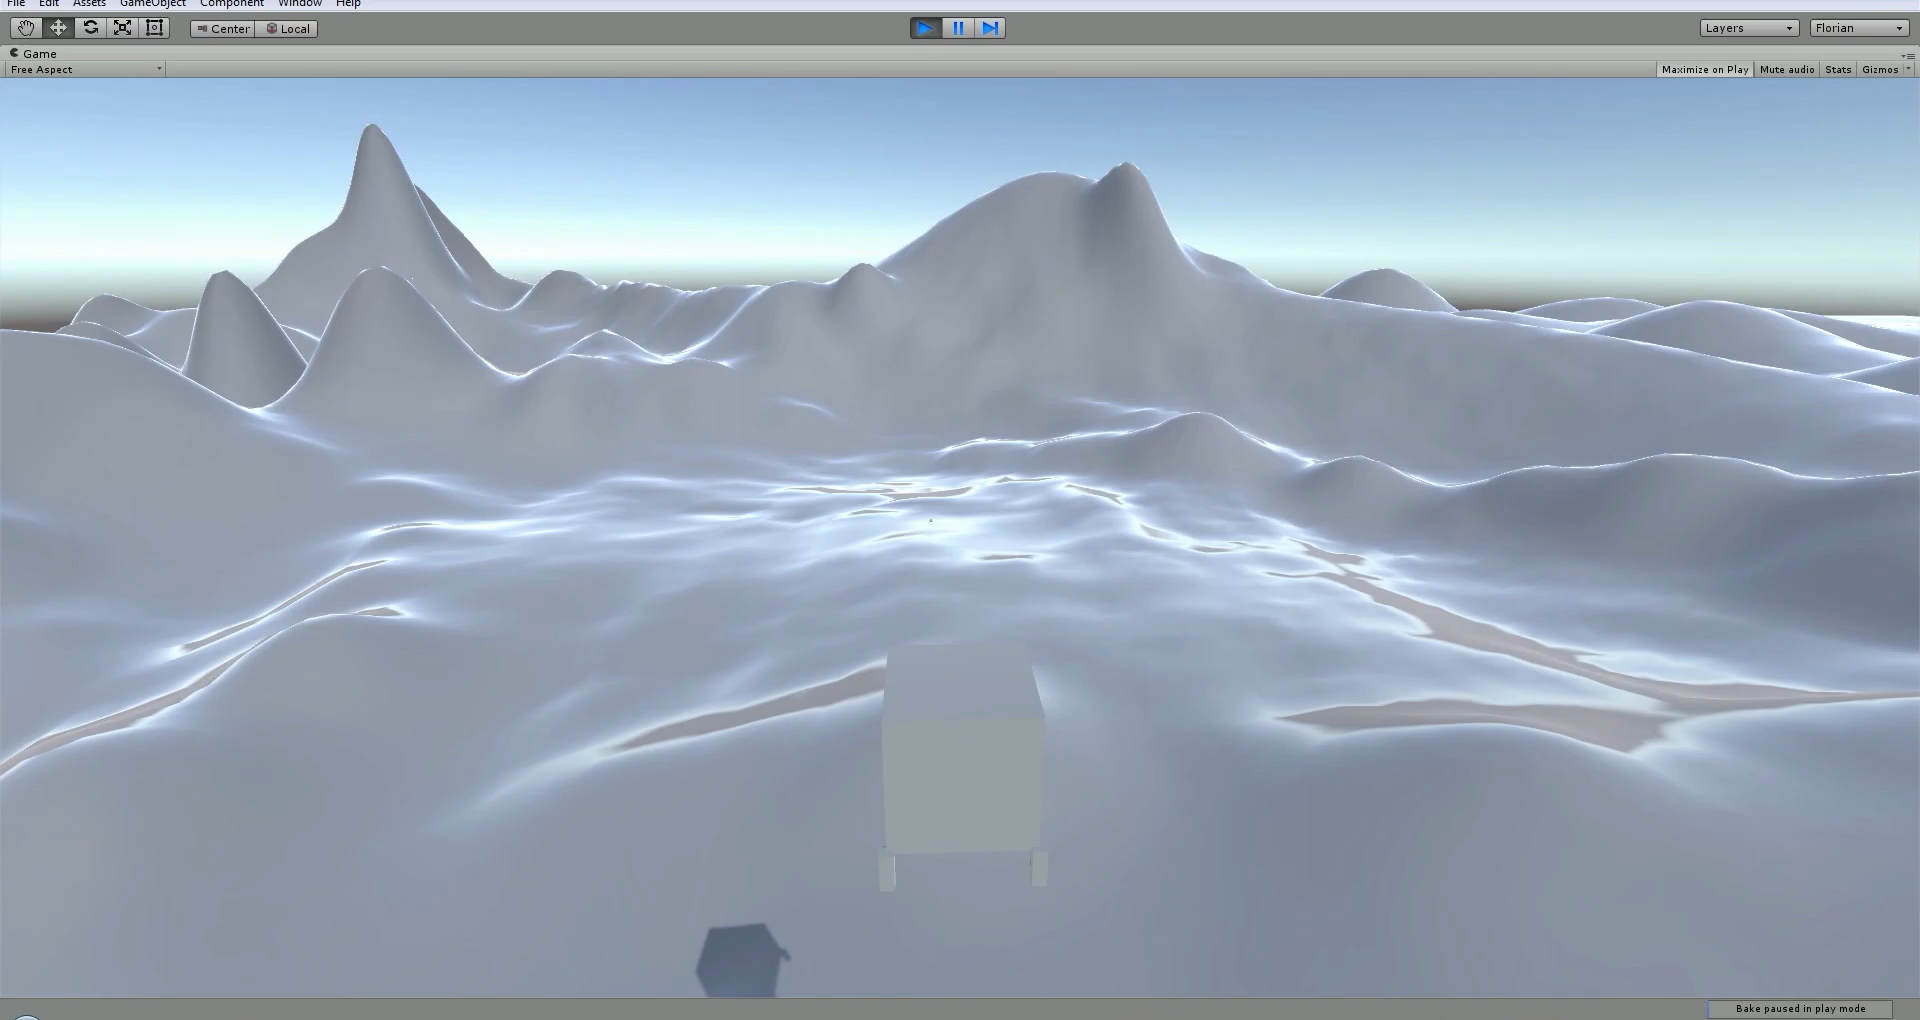 File Edit Assets GameObject Component Window Help
Center Local Layers Florian
Game
Free Aspect Maximize on Play Mute audio Stats Gizmos
Bake paused in play mode